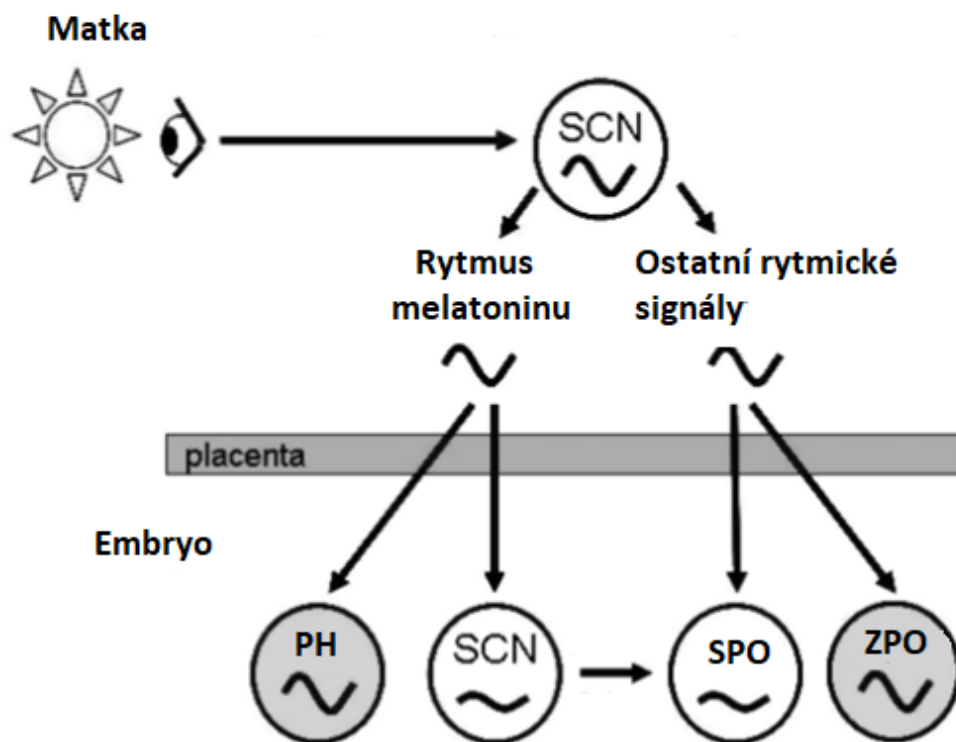 Matka
SCN
Rytmus
melatoninu
Ostatní rytmické
signály
placenta
Embryo
PH
SCN
SPO
ZPO